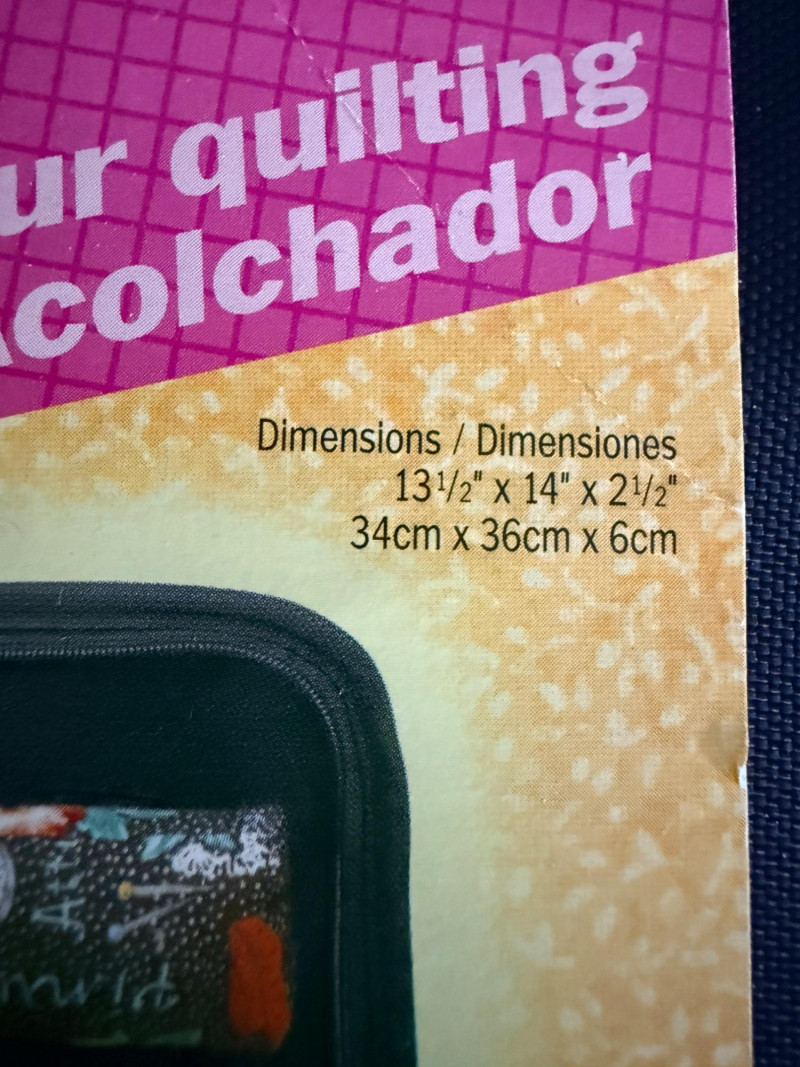 ur quilting
Acolchador
Dimensions / Dimensiones
13 1/2" x 14" x 2 1/2"
34cm x 36cm x 6cm